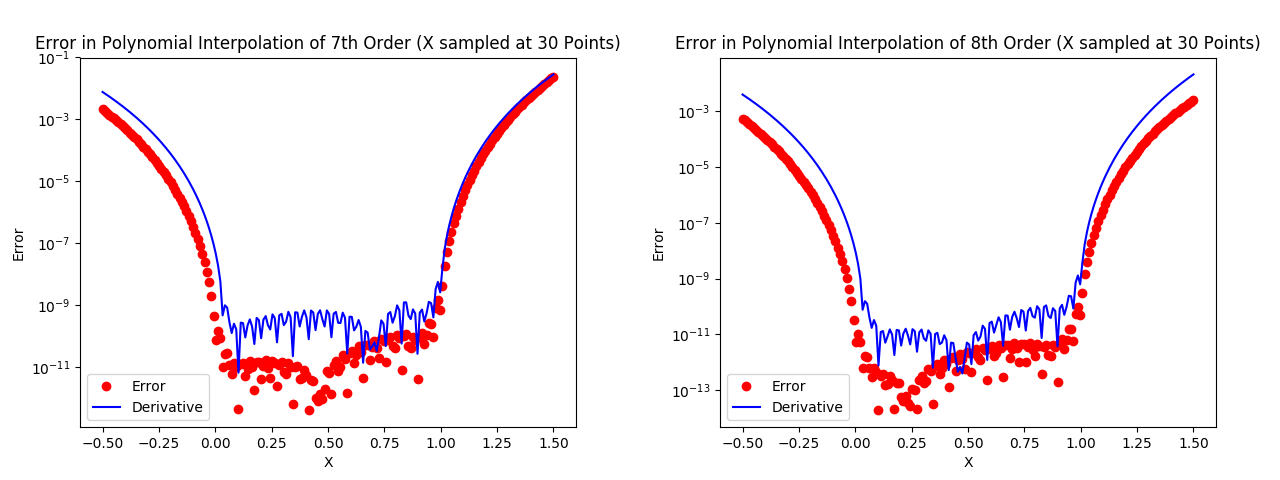 Error in Polynomial Interpolation of 7th Order (X sampled at 30 Points)
10⁻¹
10⁻³
10⁻⁵
10⁻⁷
10⁻⁹
10⁻¹¹
Error
Error
Derivative
−0.50 −0.25 0.00 0.25 0.50 0.75 1.00 1.25 1.50
X
Error in Polynomial Interpolation of 8th Order (X sampled at 30 Points)
10⁻³
10⁻⁵
10⁻⁷
10⁻⁹
10⁻¹¹
10⁻¹³
Error
Error
Derivative
−0.50 −0.25 0.00 0.25 0.50 0.75 1.00 1.25 1.50
X